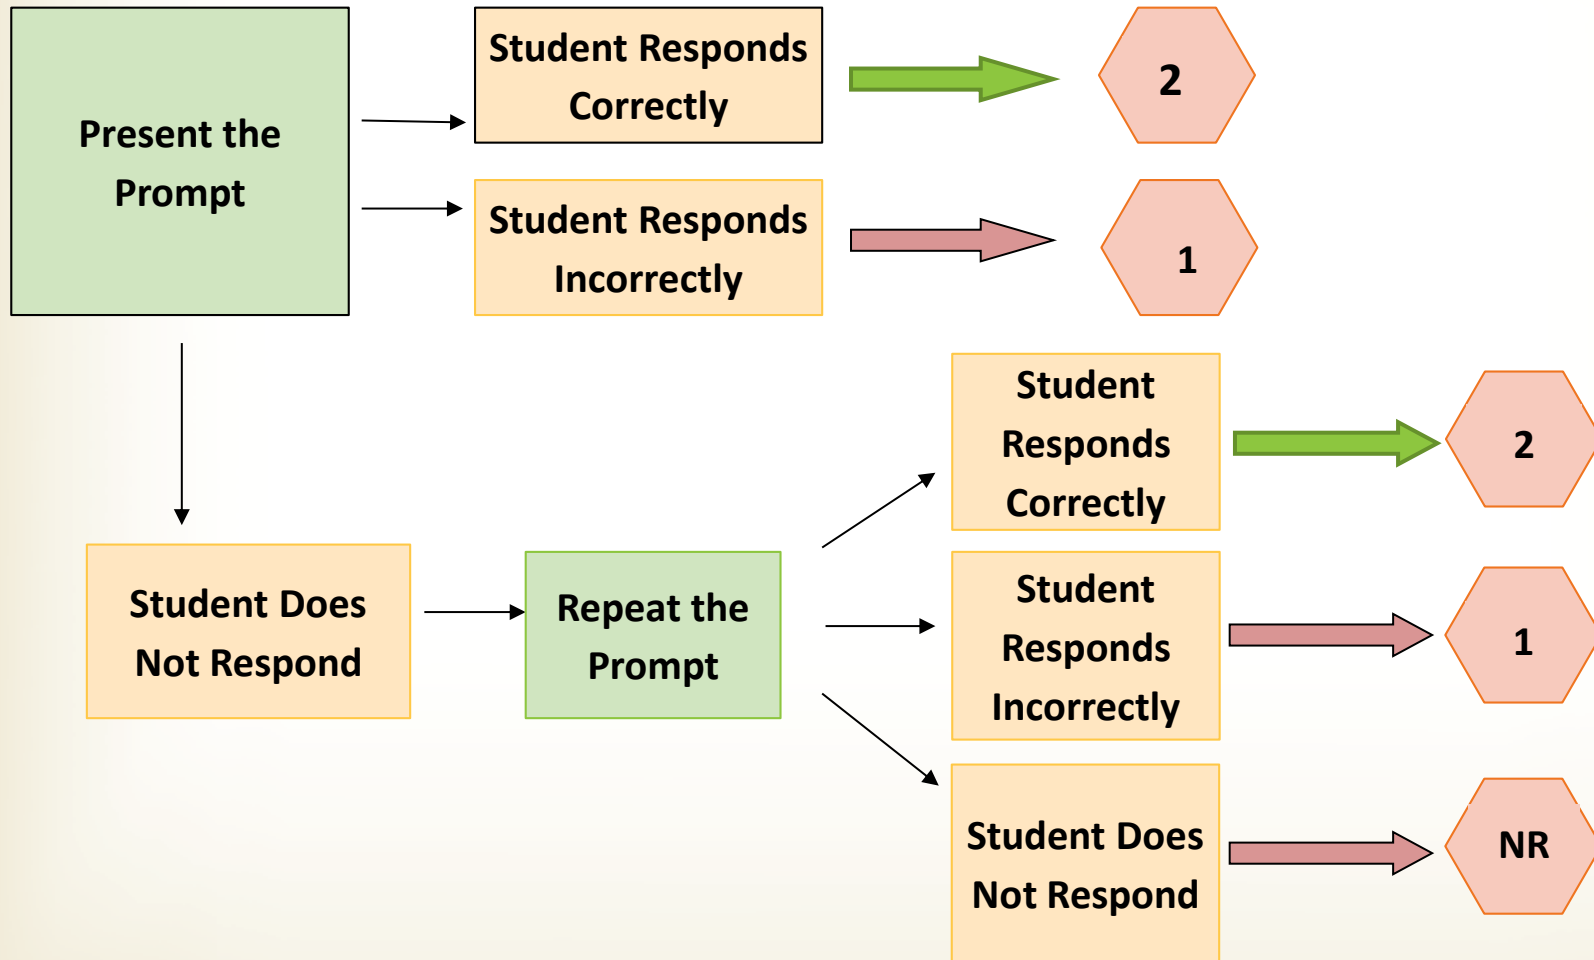 Present the
Prompt
Student Responds
Correctly
2
Student Responds
Incorrectly
1
Student Does
Not Respond
Repeat the
Prompt
Student
Responds
Correctly
2
Student
Responds
Incorrectly
1
Student Does
Not Respond
NR